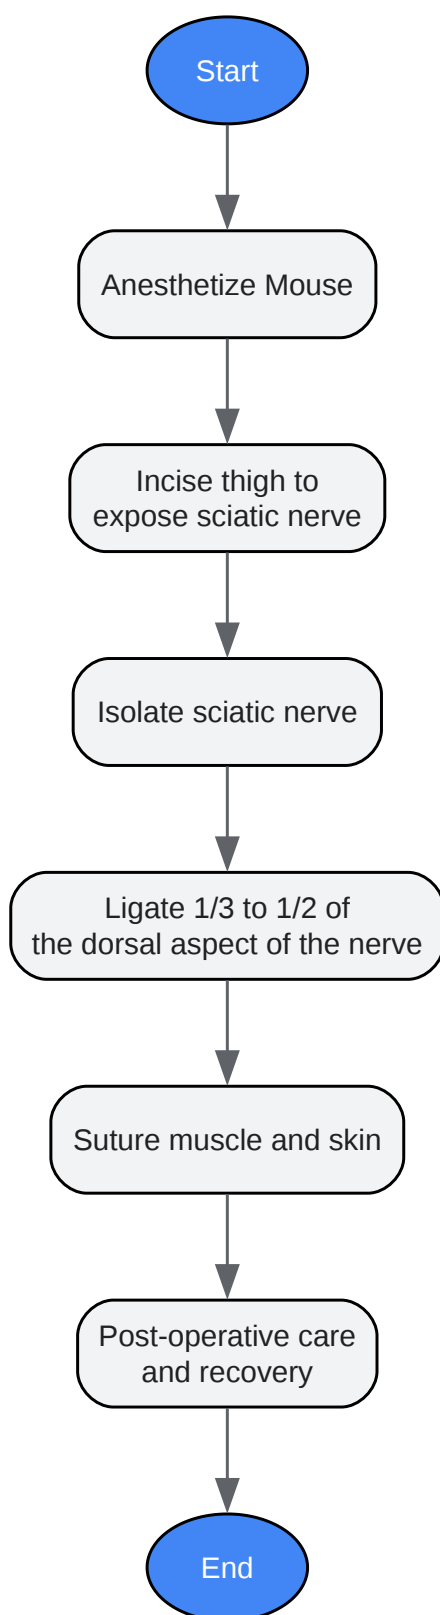 Start
Anesthetize Mouse
Incise thigh to
expose sciatic nerve
Isolate sciatic nerve
Ligate 1/3 to 1/2 of
the dorsal aspect of the nerve
Suture muscle and skin
Post-operative care
and recovery
End